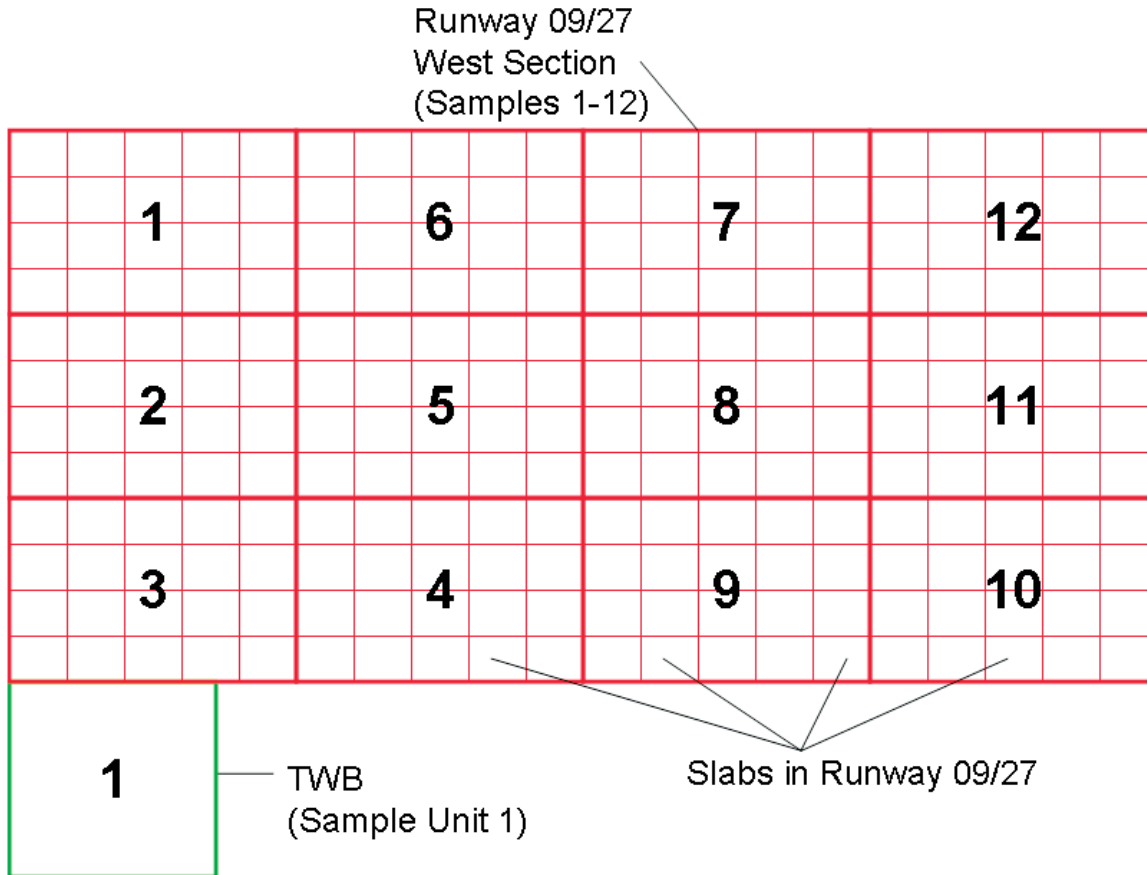 Runway 09/27
West Section
(Samples 1-12)
1 6 7 12
2 5 8 11
3 4 9 10
1
TWB
(Sample Unit 1)
Slabs in Runway 09/27